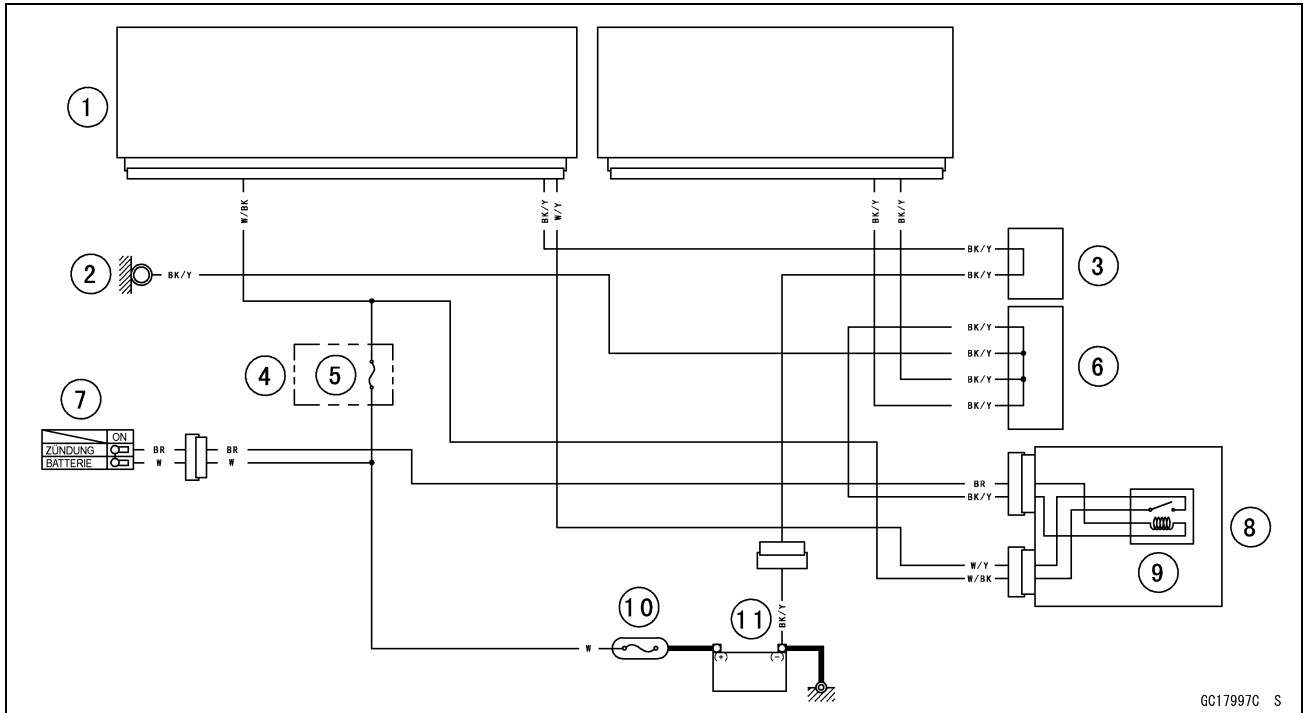 1
W/BK
BK/Y
W/Y
BK/Y
BK/Y
2
BK/Y
BK/Y
BK/Y
3
4
5
BK/Y
BK/Y
BK/Y
BK/Y
6
7
ON
ZÜNDUNG
BATTERIE
BR
W
BR
W
BR
BK/Y
W/Y
W/BK
8
9
10
11
BK/Y
W
(+)
(-)
GC17997C S